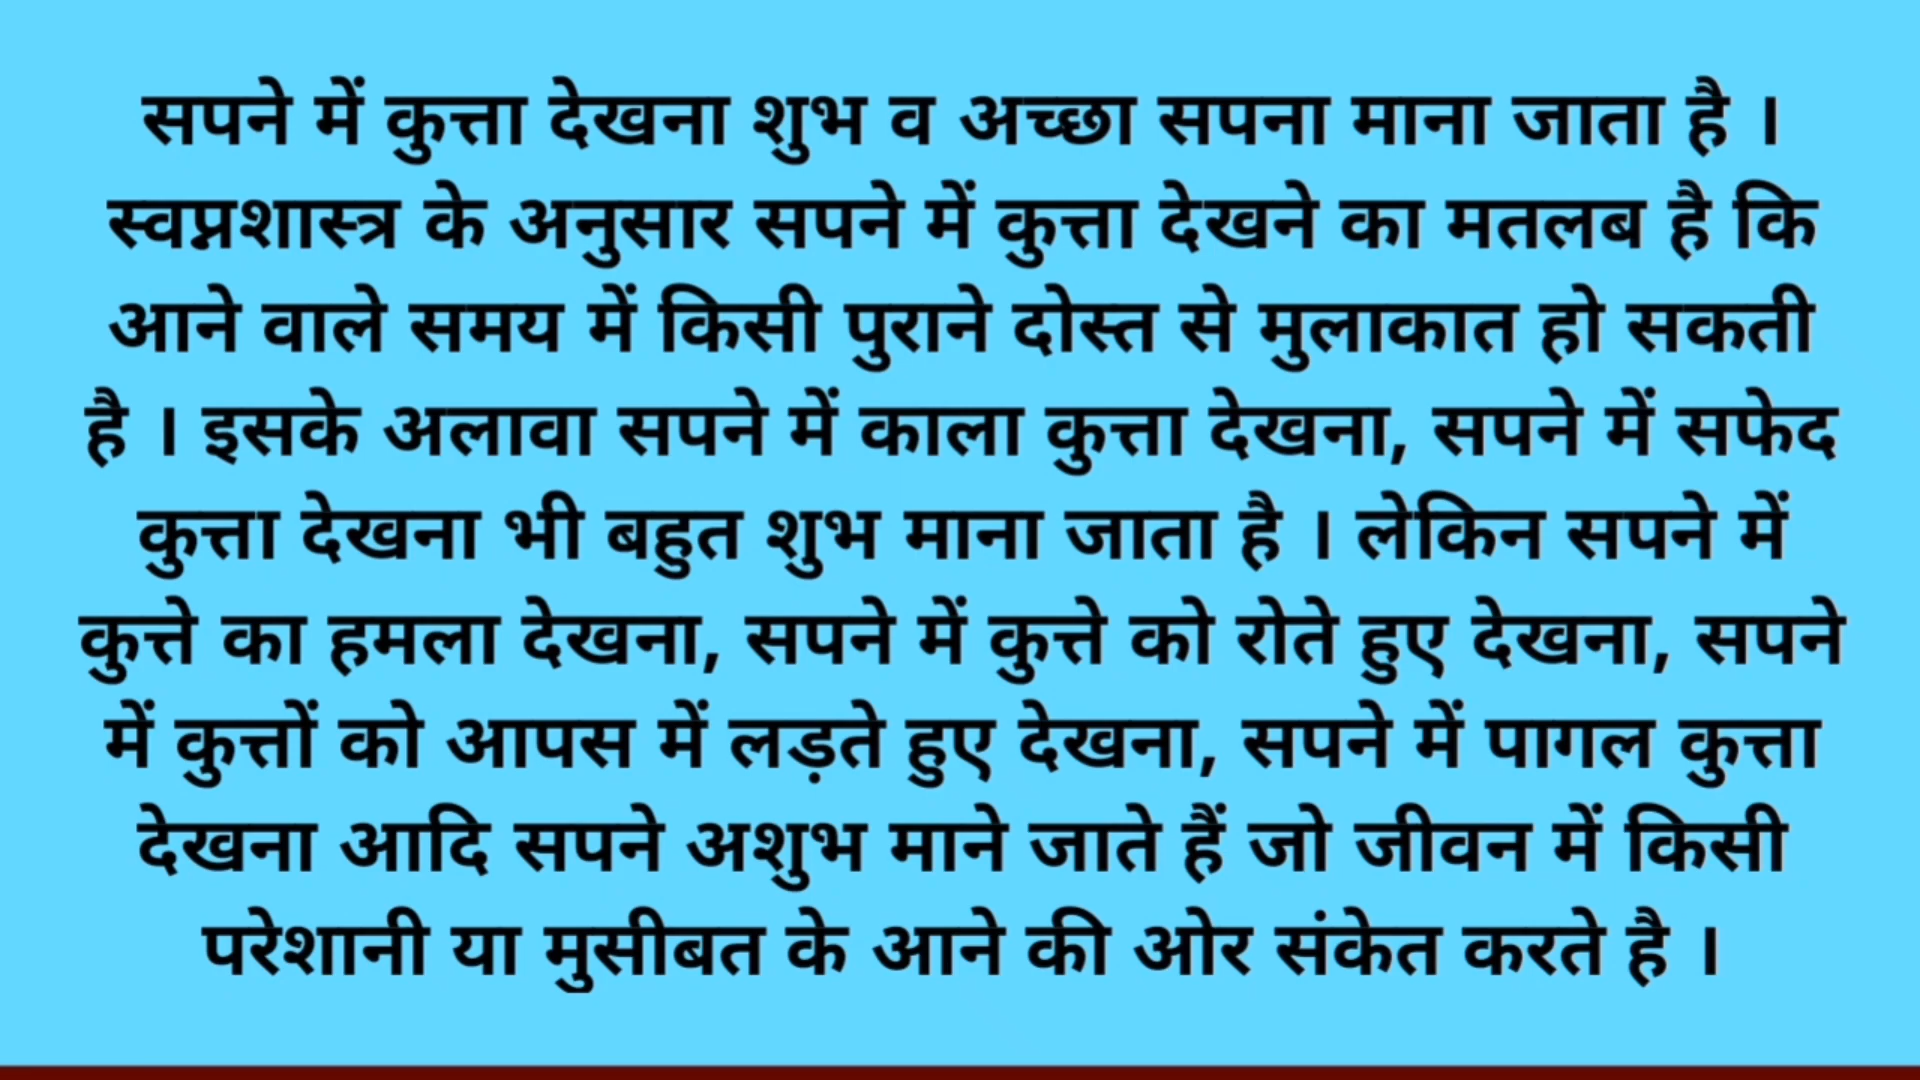 सपने में कुत्ता देखना शुभ व अच्छा सपना माना जाता है ।
स्वप्नशास्त्र के अनुसार सपने में कुत्ता देखने का मतलब है कि
आने वाले समय में किसी पुराने दोस्त से मुलाकात हो सकती
है । इसके अलावा सपने में काला कुत्ता देखना, सपने में सफेद
कुत्ता देखना भी बहुत शुभ माना जाता है । लेकिन सपने में
कुत्ते का हमला देखना, सपने में कुत्ते को रोते हुए देखना, सपने
में कुत्तों को आपस में लड़ते हुए देखना, सपने में पागल कुत्ता
देखना आदि सपने अशुभ माने जाते हैं जो जीवन में किसी
परेशानी या मुसीबत के आने की ओर संकेत करते है ।